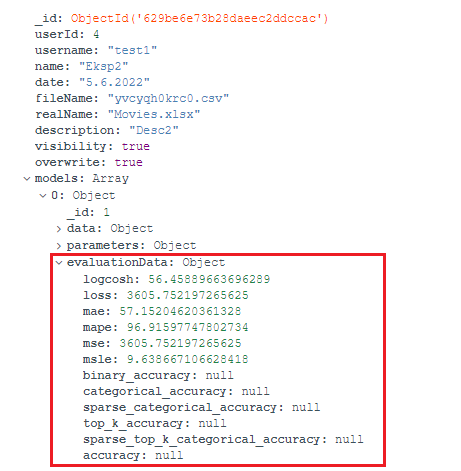 _id: ObjectId('629be6e73b28daeec2ddccac')
userId: 4
username: "test1"
name: "Eksp2"
date: "5.6.2022"
fileName: "yvcyqh0krc0.csv"
realName: "Movies.xlsx"
description: "Desc2"
visibility: true
overwrite: true
models: Array
0: Object
_id: 1
data: Object
parameters: Object
evaluationData: Object
logcosh: 56.45889663696289
loss: 3605.752197265625
mae: 57.15204620361328
mape: 96.91597747802734
mse: 3605.752197265625
msle: 9.638667106628418
binary_accuracy: null
categorical_accuracy: null
sparse_categorical_accuracy: null
top_k_accuracy: null
sparse_top_k_categorical_accuracy: null
accuracy: null